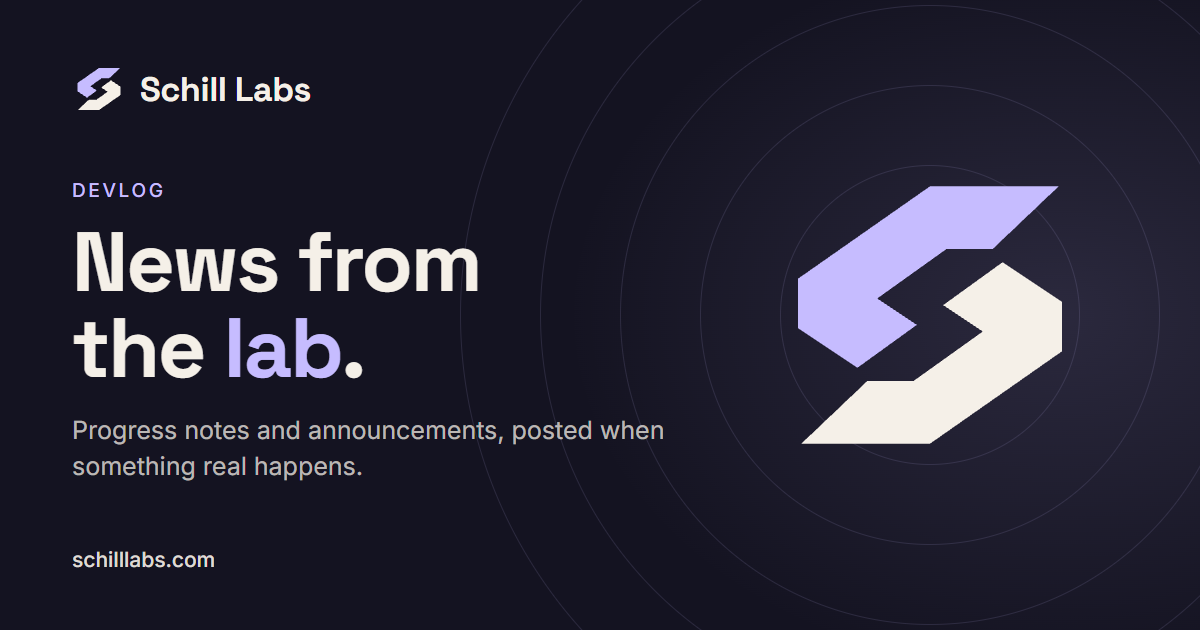 Schill Labs
DEVLOG
News from
the lab.
Progress notes and announcements, posted when
something real happens.
schilllabs.com